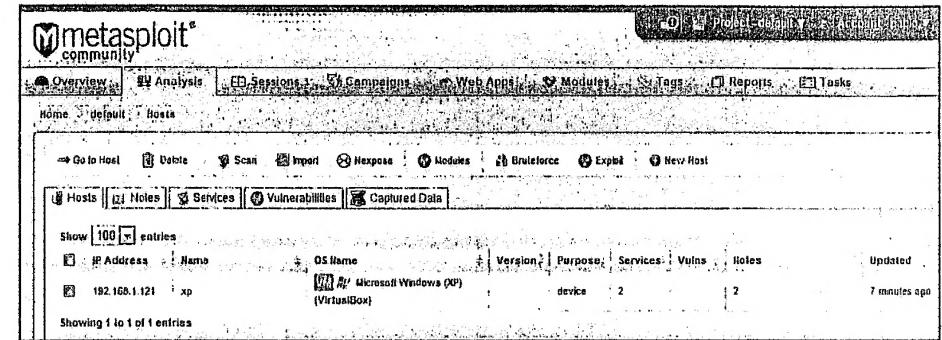 metasploit®
community
Project - default
Overview Analysis Sessions 1 Campaigns Web Apps Modules Tags Reports Tasks
Home default Hosts
Go to Host Delete Scan Import Nexpose Modules Bruteforce Exploit New Host
Hosts Notes Services Vulnerabilities Captured Data
Show 100 entries
IP Address Name OS Name Version Purpose Services Vulns Notes Updated
192.168.1.121 xp Microsoft Windows (XP) device 2 2 7 minutes ago
(VirtualBox)
Showing 1 to 1 of 1 entries